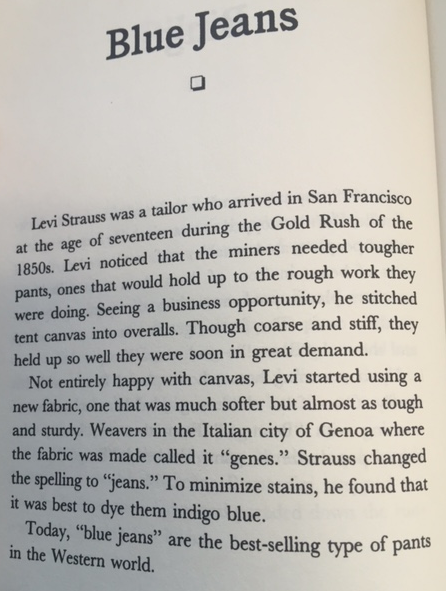 Blue Jeans
Levi Strauss was a tailor who arrived in San Francisco
at the age of seventeen during the Gold Rush of the
1850s. Levi noticed that the miners needed tougher
pants, ones that would hold up to the rough work they
were doing. Seeing a business opportunity, he stitched
tent canvas into overalls. Though coarse and stiff, they
held up so well they were soon in great demand.
Not entirely happy with canvas, Levi started using a
new fabric, one that was much softer but almost as tough
and sturdy. Weavers in the Italian city of Genoa where
the fabric was made called it “genes.” Strauss changed
the spelling to “jeans.” To minimize stains, he found that
it was best to dye them indigo blue.
Today, “blue jeans” are the best-selling type of pants
in the Western world.